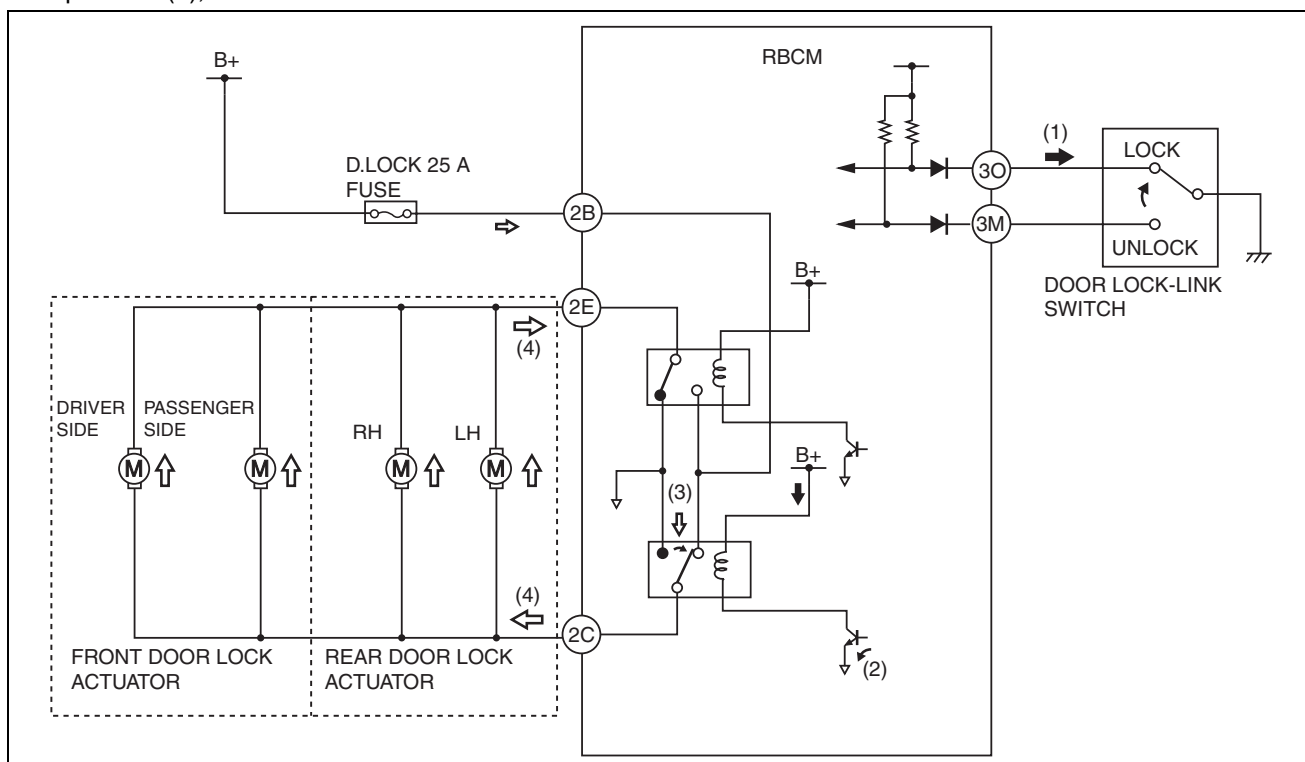 B+
RBCM
(1)
LOCK
D.LOCK 25 A
FUSE
3O
2B
3M
UNLOCK
B+
DOOR LOCK-LINK
SWITCH
2E
(4)
DRIVER
SIDE
PASSENGER
SIDE
RH
LH
B+
M
M
M
M
(3)
(4)
2C
(2)
FRONT DOOR LOCK
ACTUATOR
REAR DOOR LOCK
ACTUATOR